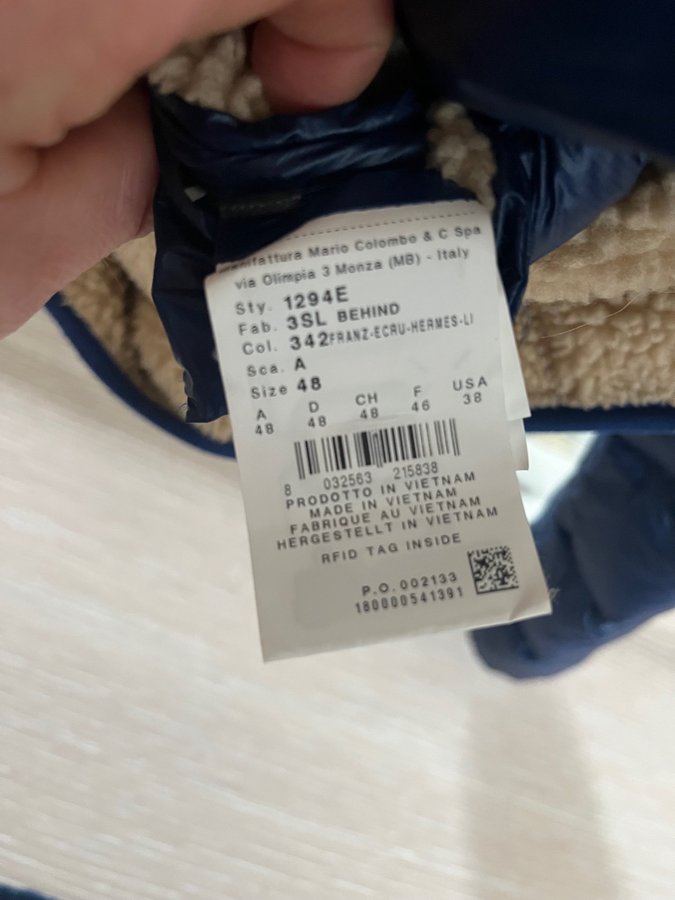 Manifattura Mario Colombo & C Spa
via Olimpia 3 Monza (MB) - Italy
Sty. 1294E
Fab. 3SL BEHIND
Col. 342FRANZ-ECRU-HERMES-LI
Sca. A
Size 48
A D CH F USA
48 48 48 46 38
8 032563 215838
PRODOTTO IN VIETNAM
MADE IN VIETNAM
FABRIQUE AU VIETNAM
HERGESTELLT IN VIETNAM
RFID TAG INSIDE
P.O. 002133
180000541391